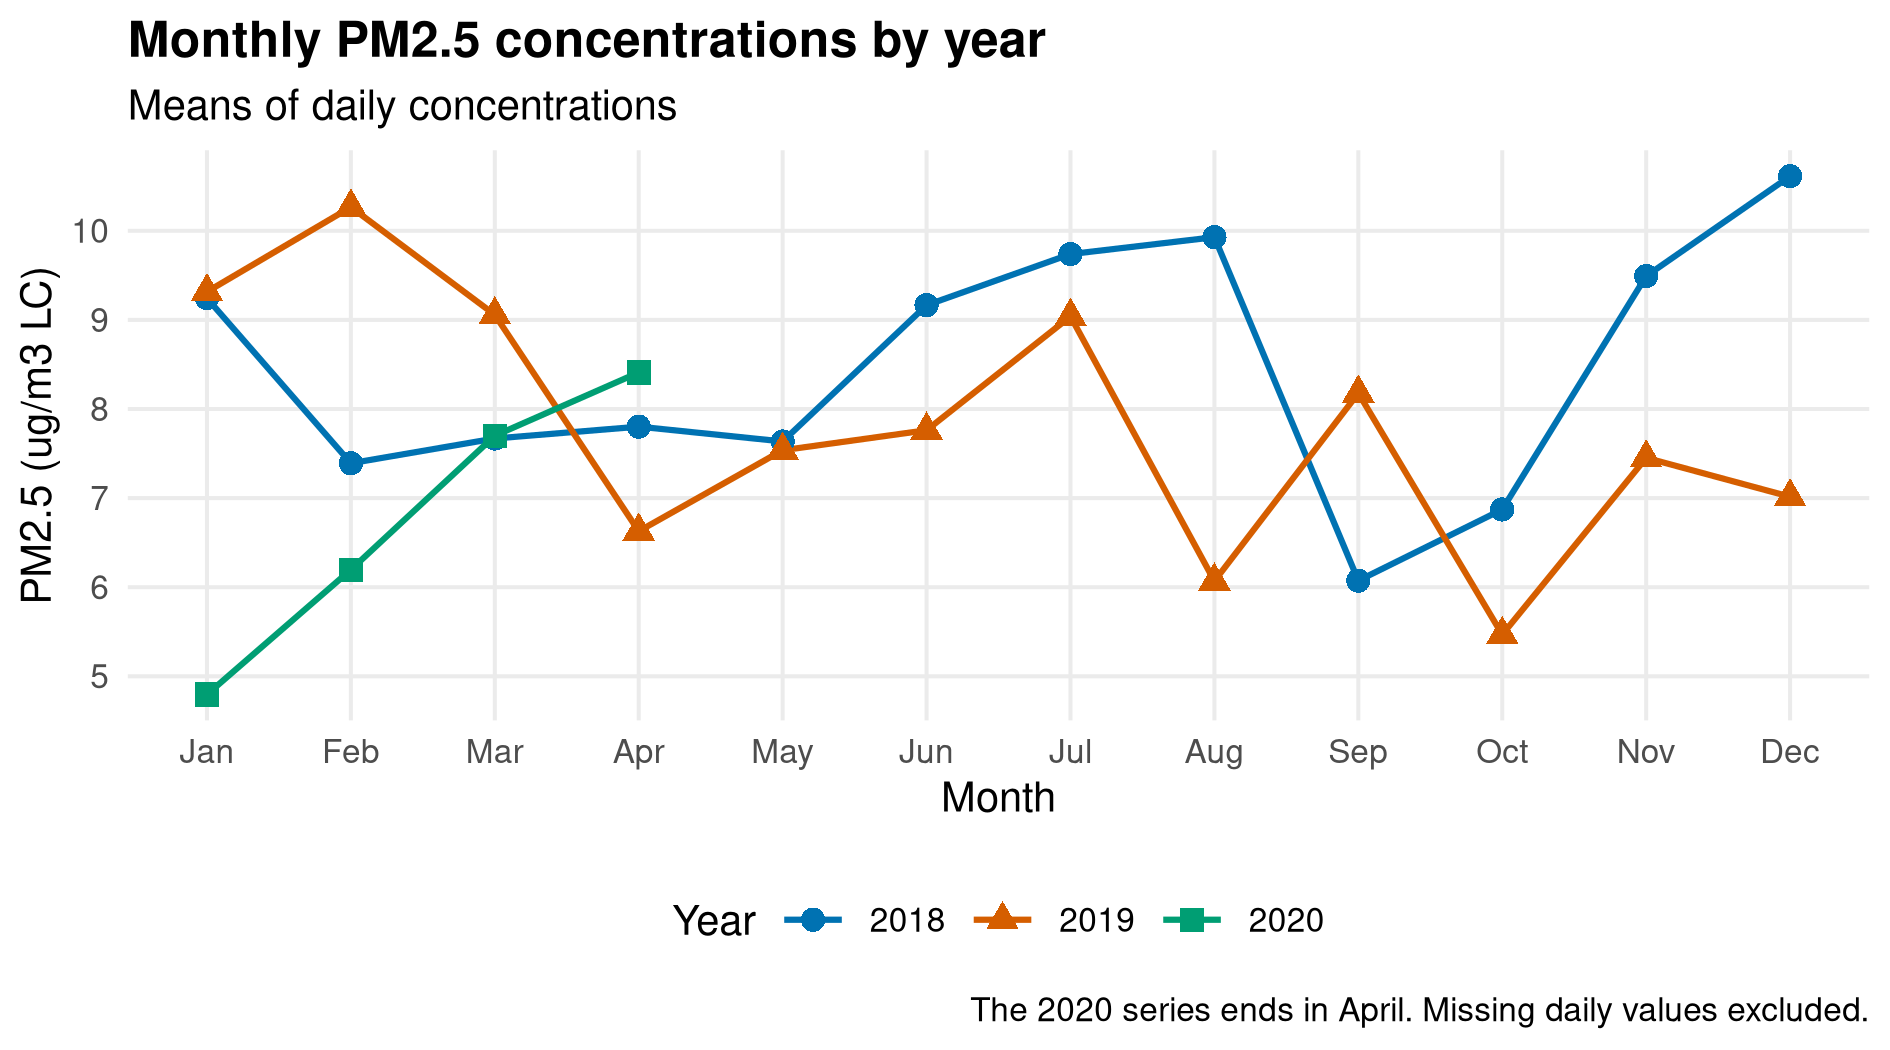 Monthly PM2.5 concentrations by year
Means of daily concentrations
PM2.5 (ug/m3 LC)
10
9
8
7
6
5
Jan Feb Mar Apr May Jun Jul Aug Sep Oct Nov Dec
Month
Year 2018 2019 2020
The 2020 series ends in April. Missing daily values excluded.